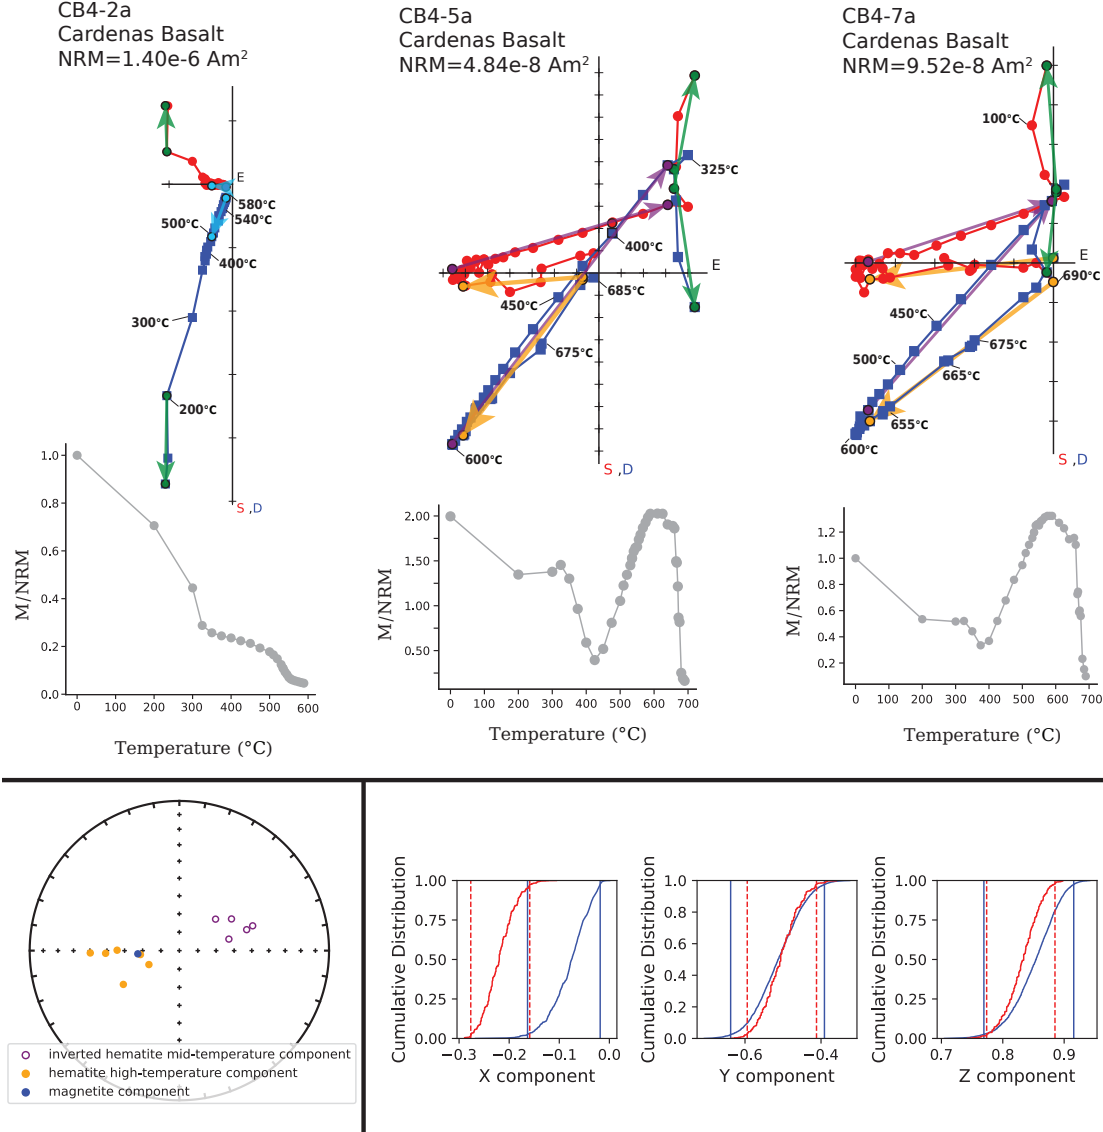 CB4-2a
Cardenas Basalt
NRM=1.40e-6 Am²
E
580°C
540°C
500°C
400°C
300°C
200°C
S ,D
CB4-5a
Cardenas Basalt
NRM=4.84e-8 Am²
325°C
400°C
E
685°C
450°C
675°C
600°C
S ,D
CB4-7a
Cardenas Basalt
NRM=9.52e-8 Am²
100°C
E
690°C
450°C
675°C
500°C
665°C
655°C
600°C
S ,D
M/NRM
1.0
0.8
0.6
0.4
0.2
0.0
0 100 200 300 400 500 600
Temperature (°C)
M/NRM
2.00
1.50
1.00
0.50
0 100 200 300 400 500 600 700
Temperature (°C)
M/NRM
1.2
1.0
0.8
0.6
0.4
0.2
0 100 200 300 400 500 600 700
Temperature (°C)
inverted hematite mid-temperature component
hematite high-temperature component
magnetite component
Cumulative Distribution
1.00
0.75
0.50
0.25
0.00
−0.3 −0.2 −0.1 0.0
X component
Cumulative Distribution
1.00
0.75
0.50
0.25
0.00
−0.6 −0.4
Y component
Cumulative Distribution
1.00
0.75
0.50
0.25
0.00
0.7 0.8 0.9
Z component